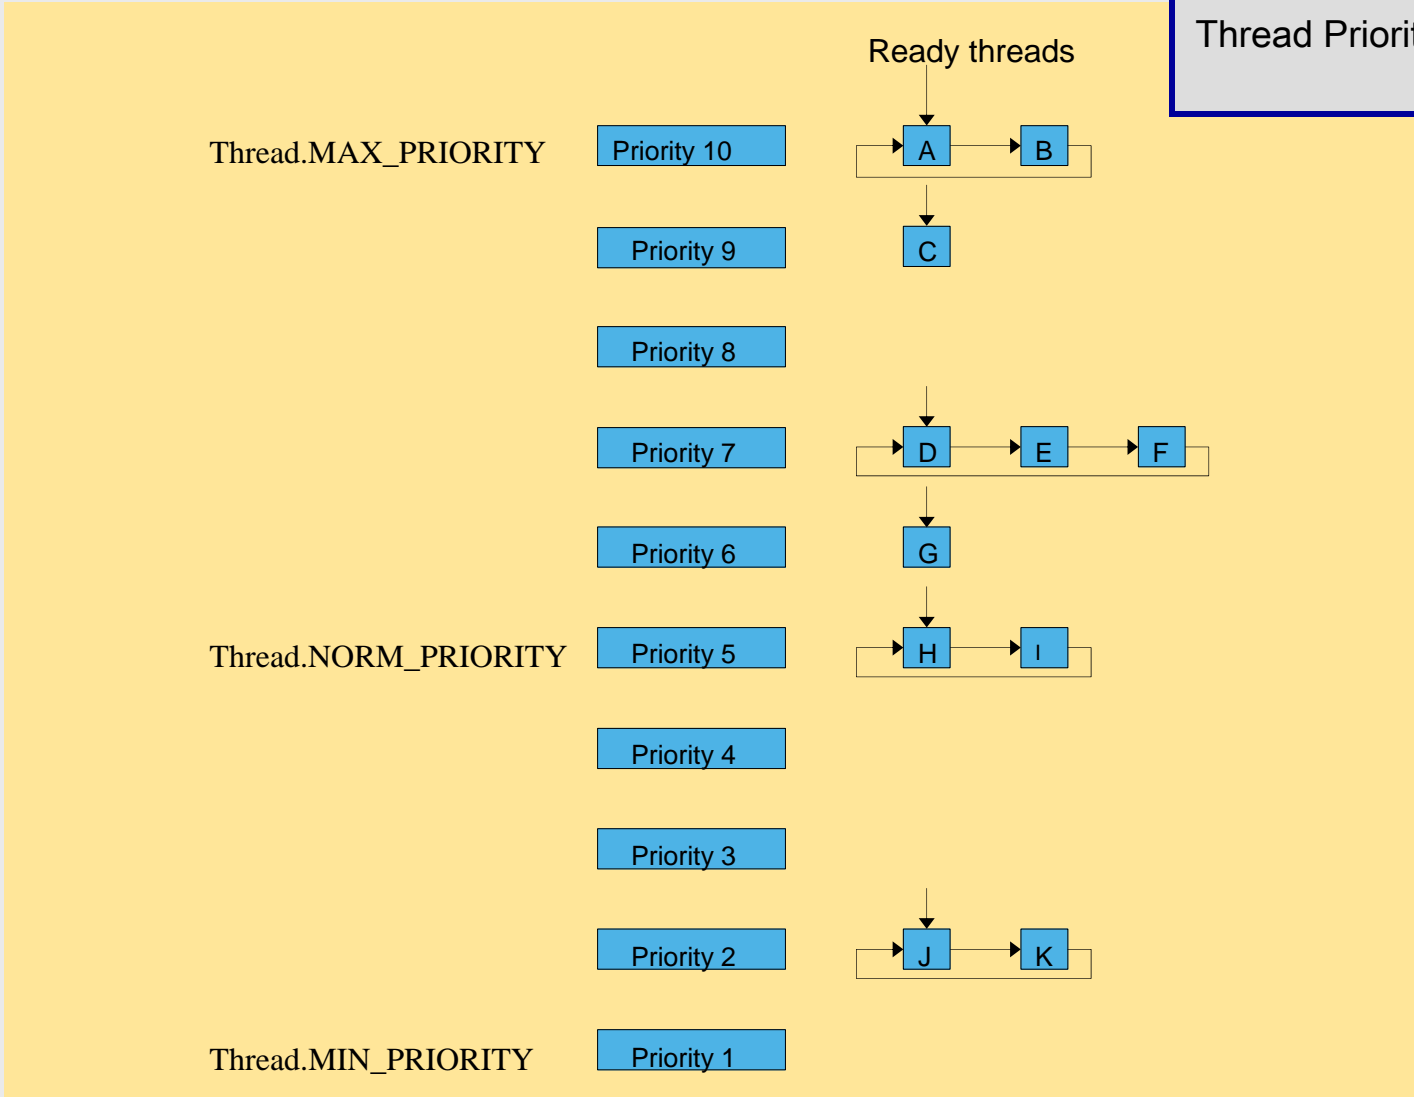 Thread Priorit
Ready threads
Thread.MAX_PRIORITY Priority 10 A B
Priority 9 C
Priority 8
Priority 7 D E F
Priority 6 G
Thread.NORM_PRIORITY Priority 5 H I
Priority 4
Priority 3
Priority 2 J K
Thread.MIN_PRIORITY Priority 1